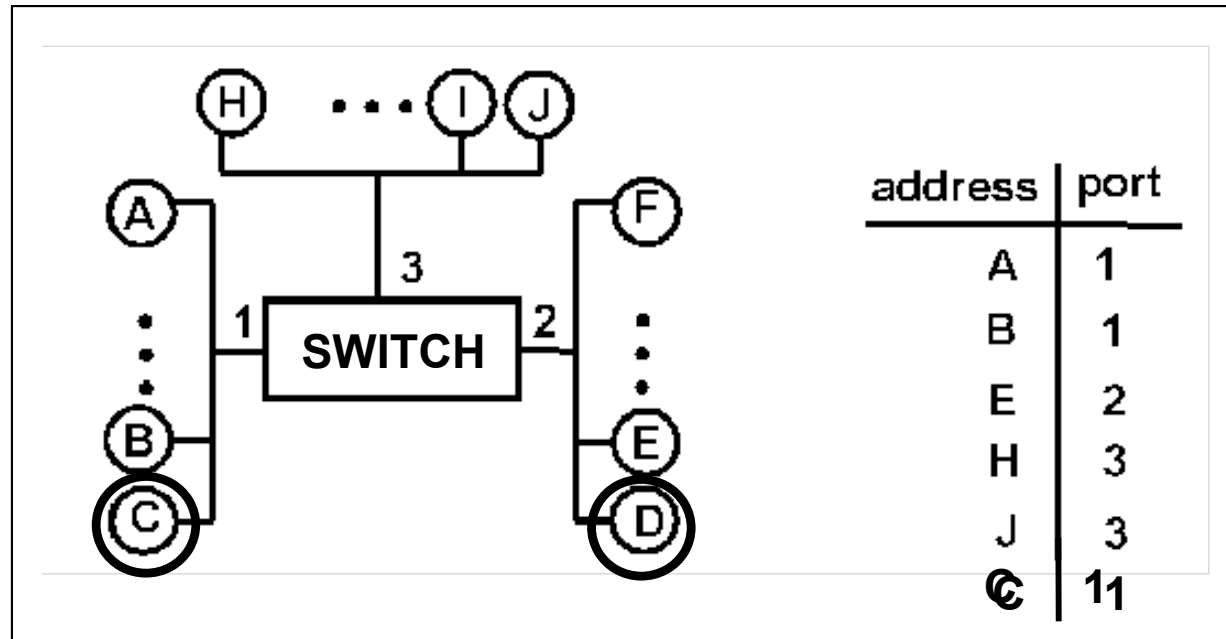 H ••• I J
A F
address port
3
A 1
1 SWITCH 2
B 1
E 2
B E
H 3
C D
J 3
C 1